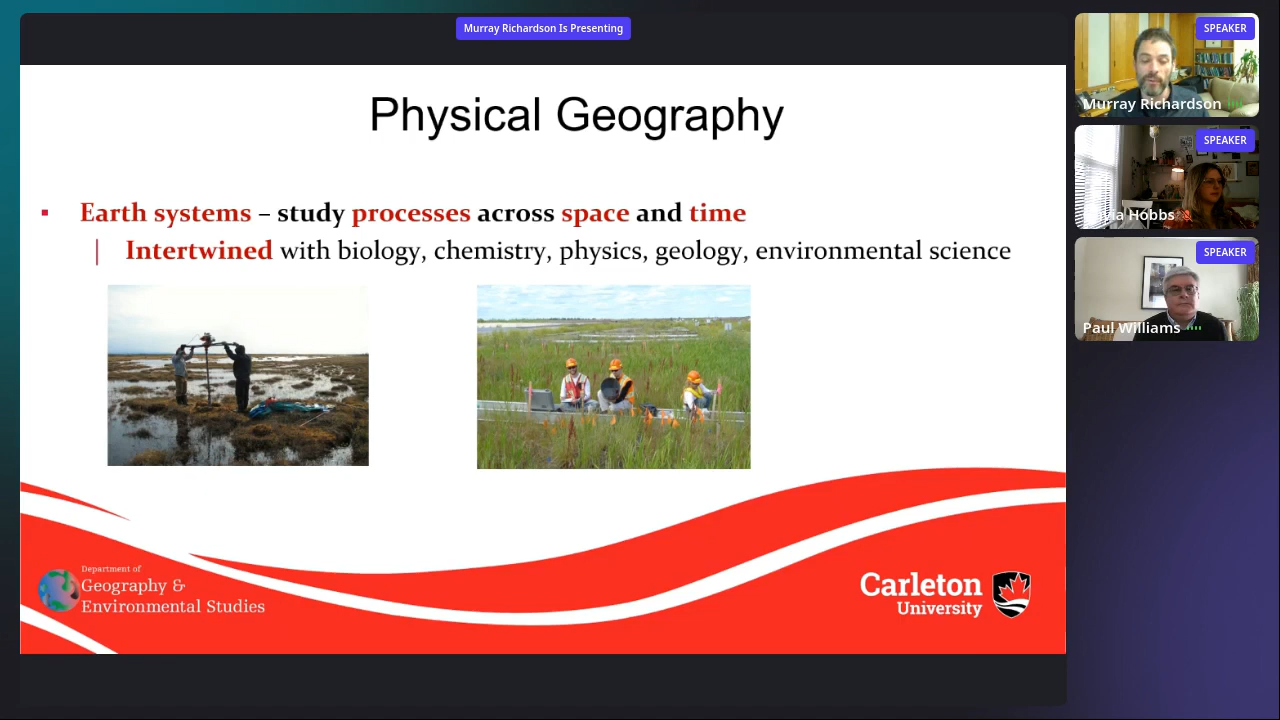 Murray Richardson Is Presenting
Physical Geography
Earth systems – study processes across space and time
Intertwined with biology, chemistry, physics, geology, environmental science
Department of
Geography &
Environmental Studies
Carleton
University
SPEAKER
Murray Richardson
SPEAKER
Hobbs
SPEAKER
Paul Williams